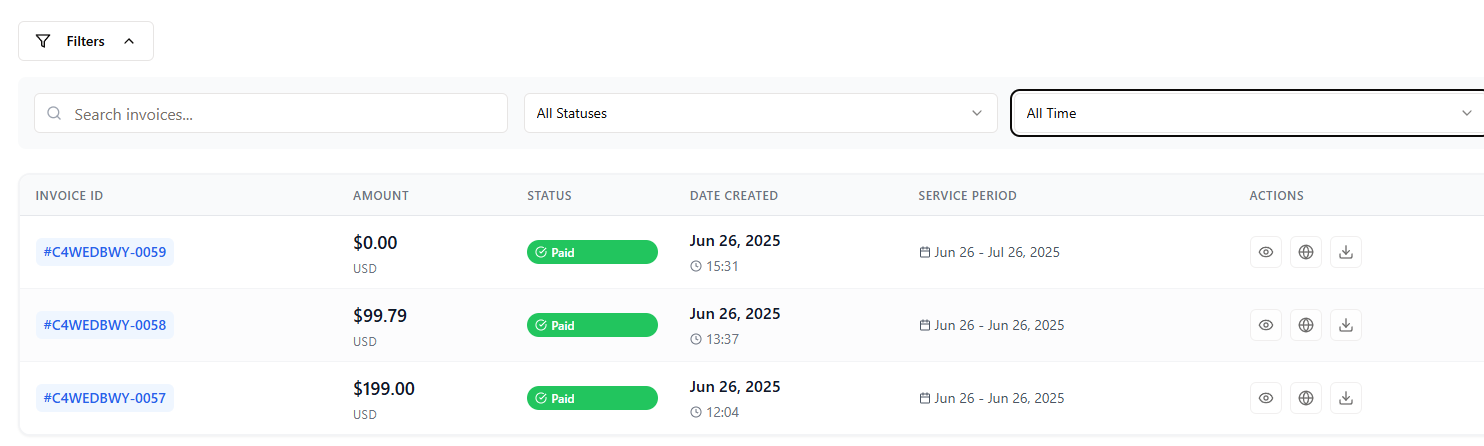 Filters
Search invoices...
All Statuses
All Time
INVOICE ID AMOUNT STATUS DATE CREATED SERVICE PERIOD ACTIONS
#C4WEDBWY-0059 $0.00 USD Paid Jun 26, 2025 15:31 Jun 26 - Jul 26, 2025
#C4WEDBWY-0058 $99.79 USD Paid Jun 26, 2025 13:37 Jun 26 - Jun 26, 2025
#C4WEDBWY-0057 $199.00 USD Paid Jun 26, 2025 12:04 Jun 26 - Jun 26, 2025